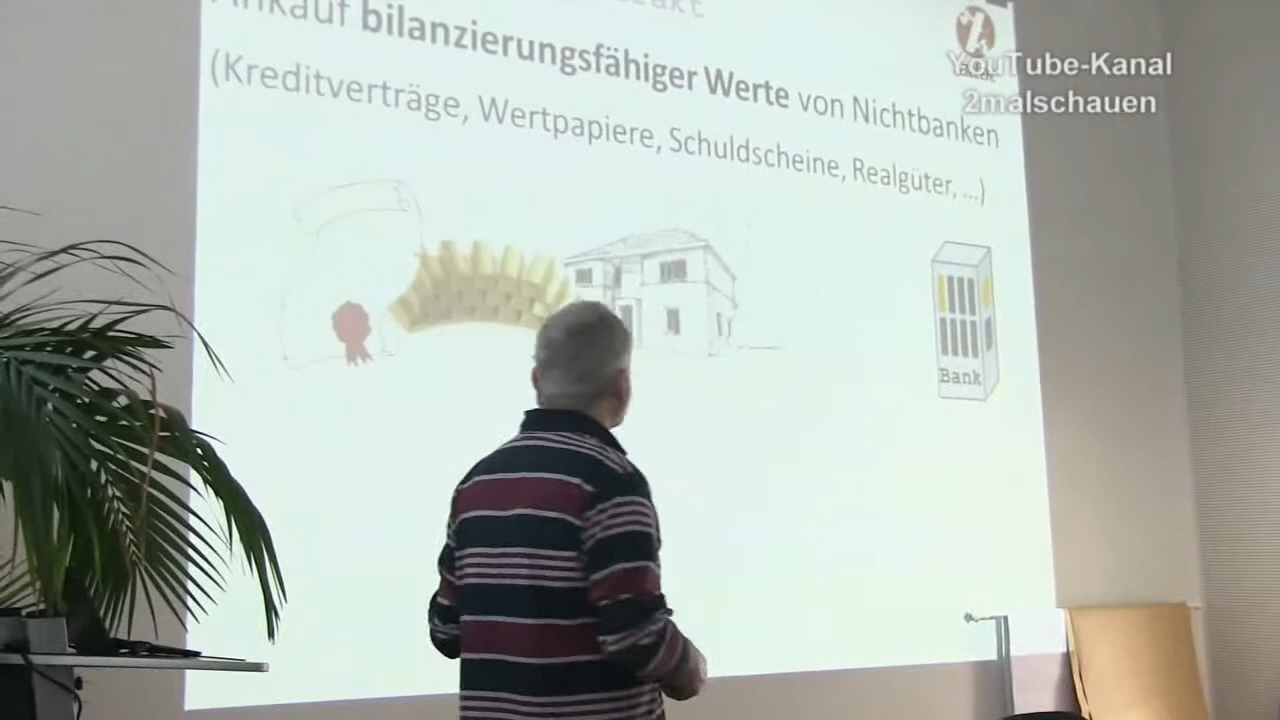 Ankauf bilanzierungsfähiger Werte von Nichtbanken
(Kreditverträge, Wertpapiere, Schuldscheine, Realgüter, ...)
YouTube-Kanal
2malschauen
Bank